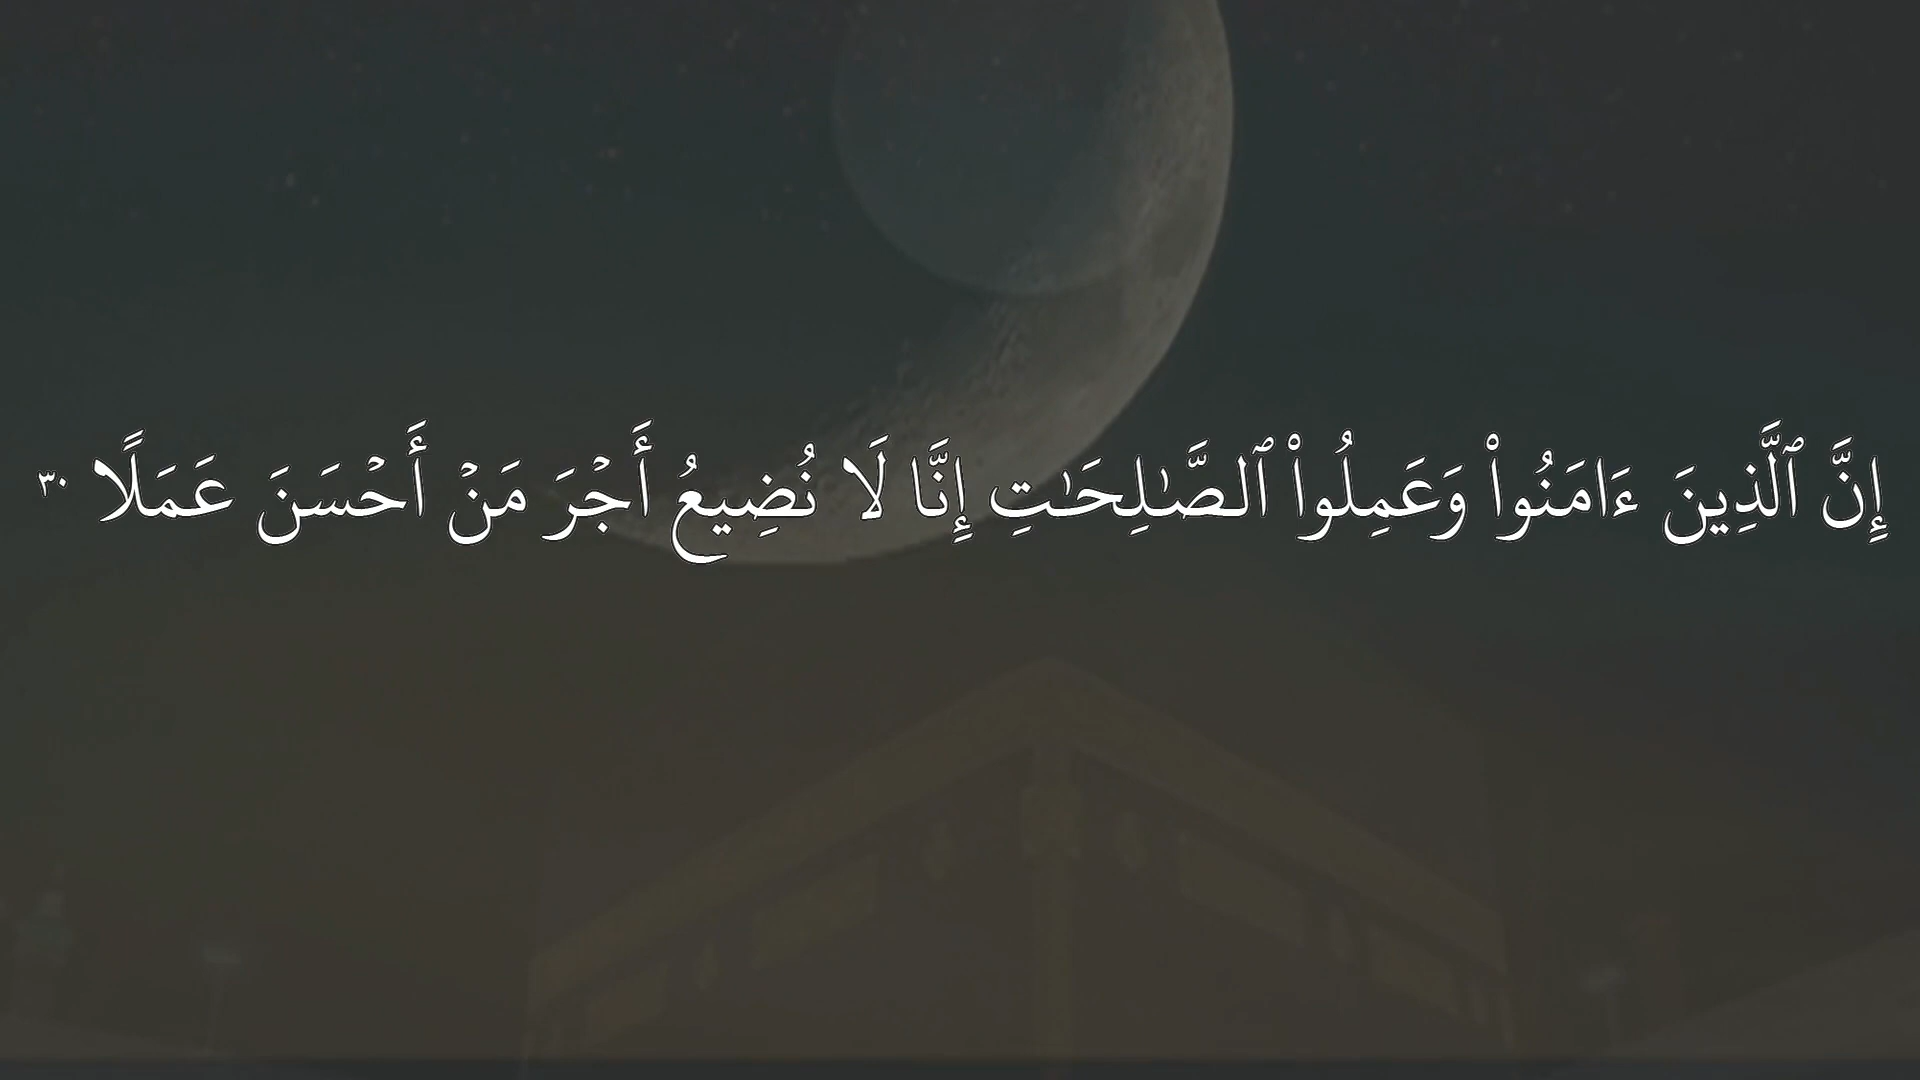 إِنَّ ٱلَّذِينَ ءَامَنُوا۟ وَعَمِلُوا۟ ٱلصَّـٰلِحَـٰتِ إِنَّا لَا نُضِيعُ أَجْرَ مَنْ أَحْسَنَ عَمَلًا ٣٠